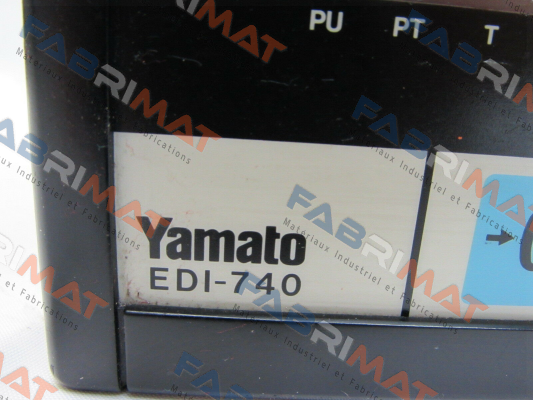 PU PT T
Yamato
EDI-740
→
FABRIMAT
Matériaux Industriel et Fabrications